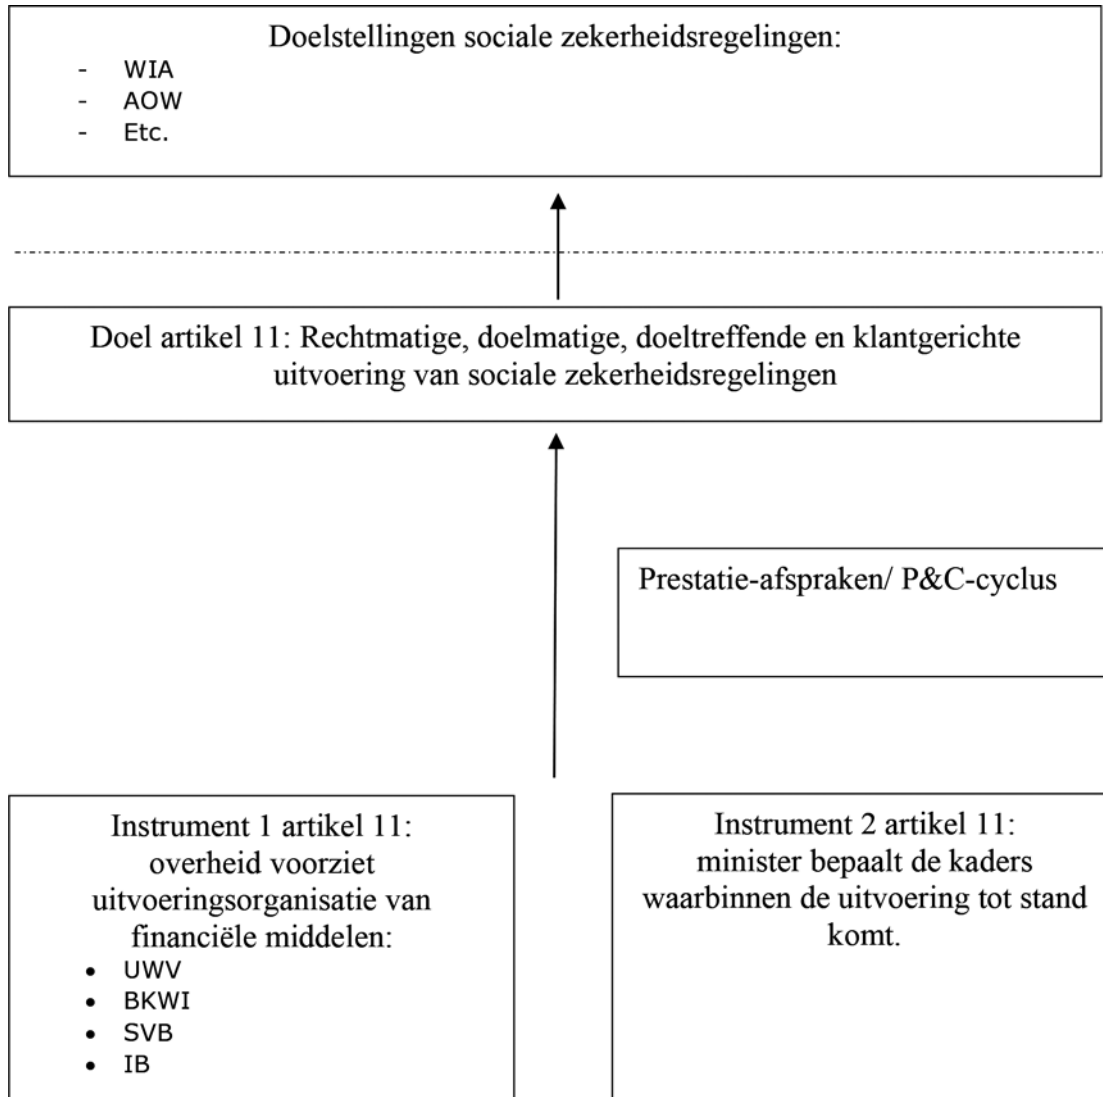 Doelstellingen sociale zekerheidsregelingen:
- WIA
- AOW
- Etc.
Doel artikel 11: Rechtmatige, doelmatige, doeltreffende en klantgerichte
uitvoering van sociale zekerheidsregelingen
Prestatie-afspraken/ P&C-cyclus
Instrument 1 artikel 11:
overheid voorziet
uitvoeringsorganisatie van
financiële middelen:
• UWV
• BKWI
• SVB
• IB
Instrument 2 artikel 11:
minister bepaalt de kaders
waarbinnen de uitvoering tot stand
komt.